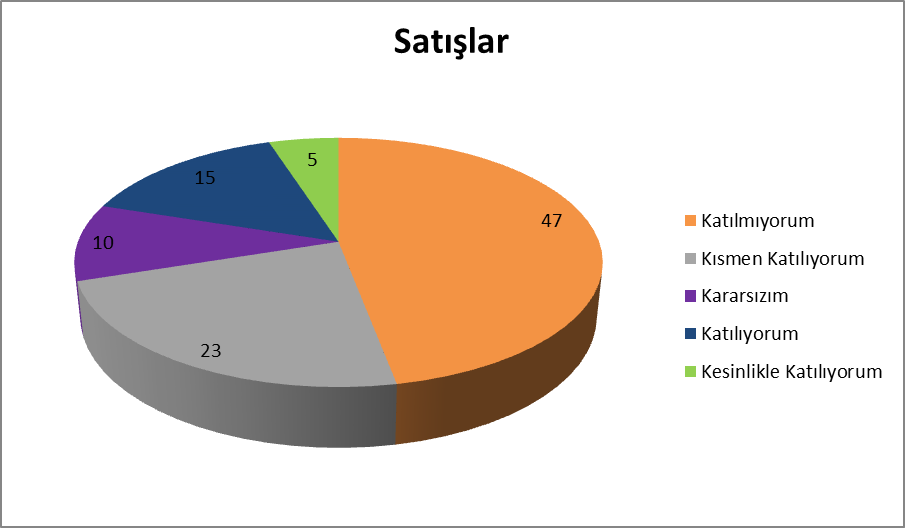 Satışlar
5
15
47
10
23
Katılmıyorum
Kısmen Katılıyorum
Kararsızım
Katılıyorum
Kesinlikle Katılıyorum